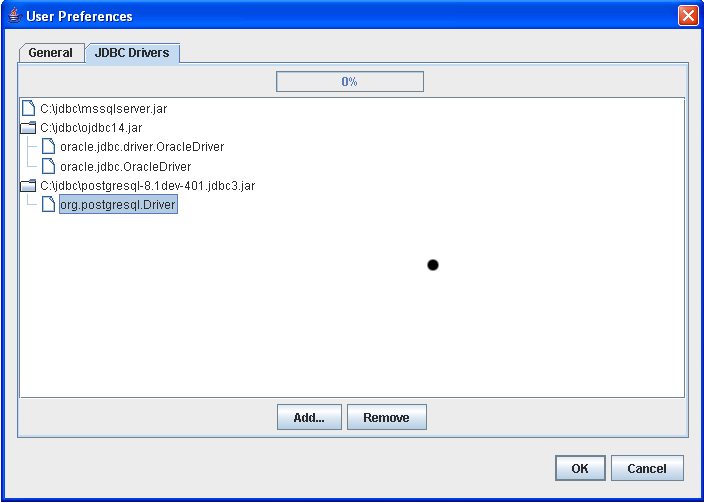 User Preferences
General JDBC Drivers
0%
C:\jdbc\mssqlserver.jar
C:\jdbc\ojdbc14.jar
oracle.jdbc.driver.OracleDriver
oracle.jdbc.OracleDriver
C:\jdbc\postgresql-8.1dev-401.jdbc3.jar
org.postgresql.Driver
Add... Remove
OK Cancel